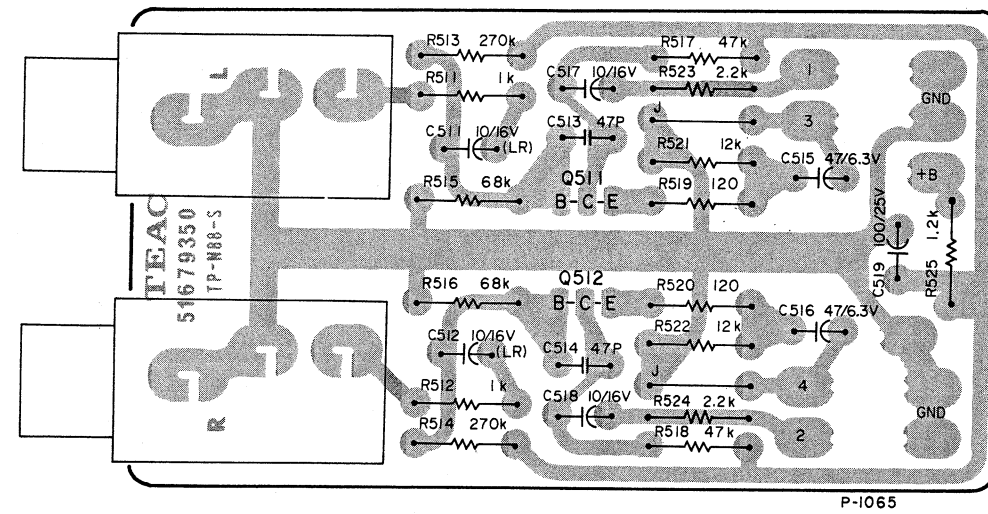 R513 270k
R517 47k
R511 1k
C517 10/16V
R523 2.2k
1
L
GND
J
3
C511 10/16V
(LR)
C513 47P
R521 12k
C515 47/6.3V
+B
R515 68k
Q511
B-C-E
R519 120
TEAC
51679350
TP-N88-S
C519 100/25V
R525 1.2k
R516 68k
Q512
B-C-E
R520 120
C516 47/6.3V
C512 10/16V
(LR)
C514 47P
R522 12k
J
4
R512 1k
C518 10/16V
R524 2.2k
GND
R
R514 270k
R518 47k
2
P-1065